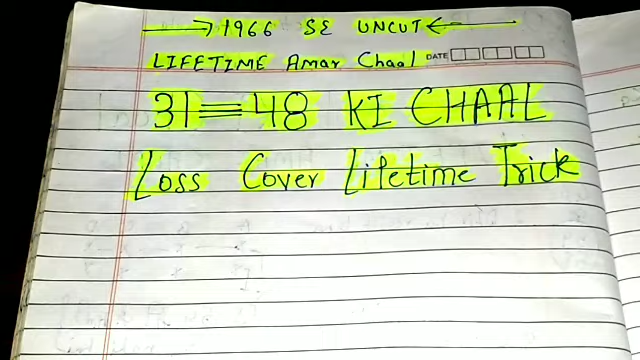 → 1966 SE UNCUT ←
LIFETIME Amar Chaal DATE
31=48 KI CHAAL
Loss Cover Lifetime Trick